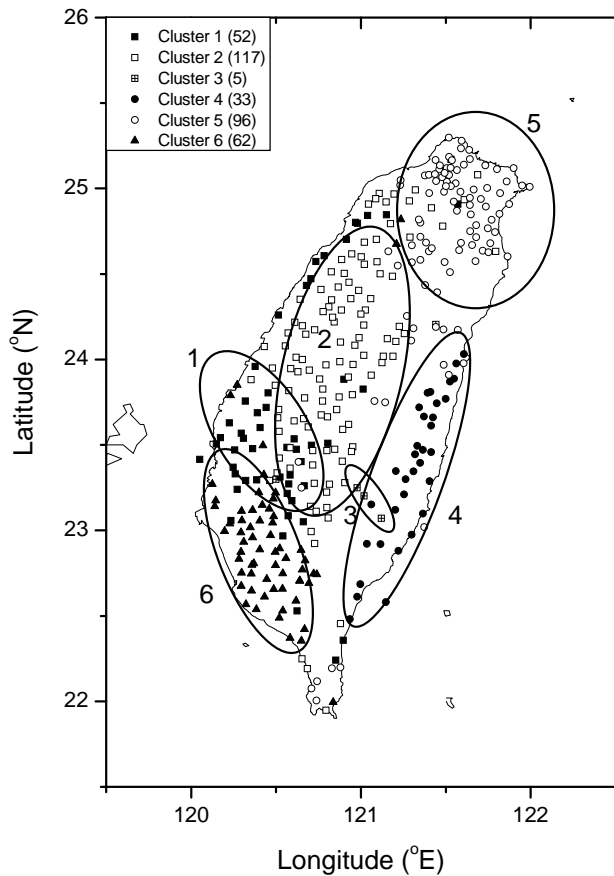 26
Cluster 1 (52)
Cluster 2 (117)
Cluster 3 (5)
Cluster 4 (33)
Cluster 5 (96)
Cluster 6 (62)
5
25
24
2
1
23
3
4
6
22
120
121
122
Latitude (°N)
Longitude (°E)